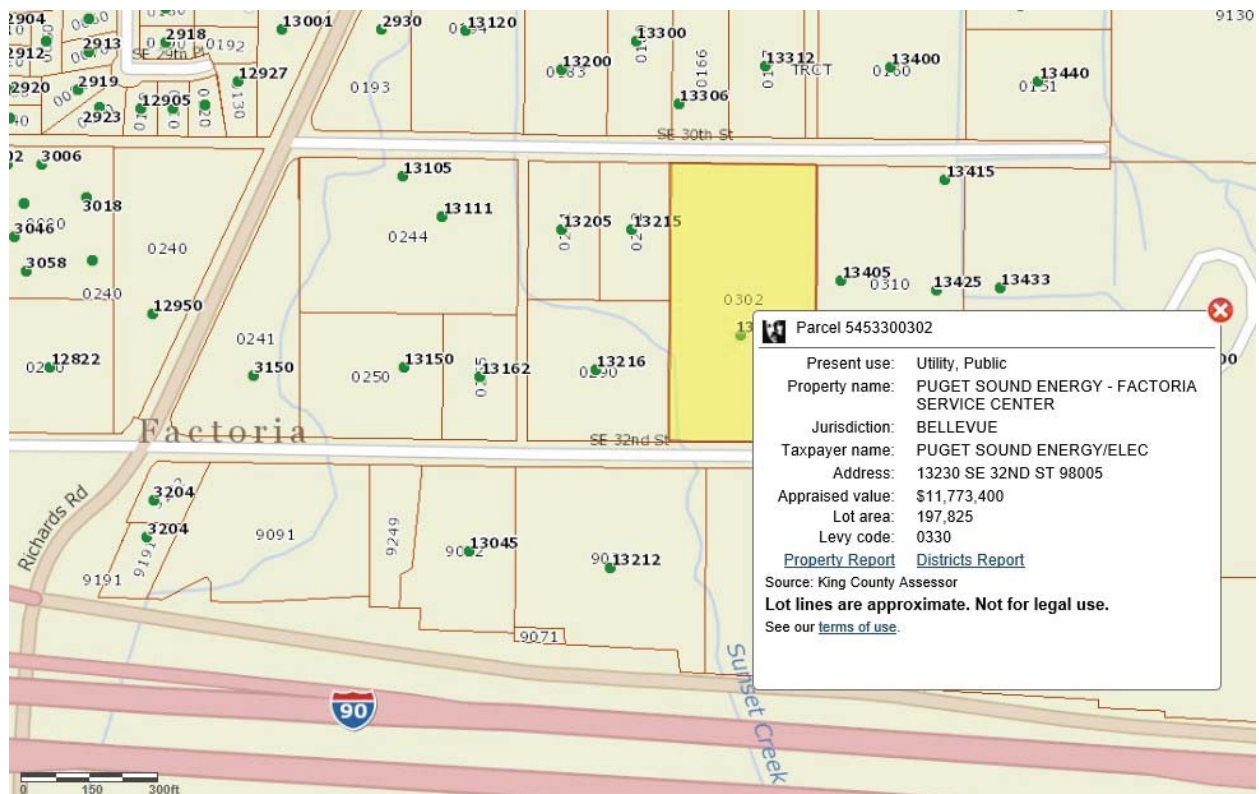 2904
2918
13001
2930
13120
13300
9130
2912
2913
SE 29th Pl
0192
13200
0166
13312
TRCT
13400
0160
13440
0151
2920
2919
12927
0193
13306
2923
12905
0130
SE 30th St
3006
13105
13415
3018
13111
3046
0240
0244
13205
13215
3058
0240
13405
0310
13425
13433
12950
0302
0241
12822
3150
0250
13150
13162
13216
Factoria
SE 32nd St
Parcel 5453300302
Present use: Utility, Public
Property name: PUGET SOUND ENERGY - FACTORIA
SERVICE CENTER
Jurisdiction: BELLEVUE
Taxpayer name: PUGET SOUND ENERGY/ELEC
Address: 13230 SE 32ND ST 98005
Appraised value: $11,773,400
Lot area: 197,825
Levy code: 0330
Property Report Districts Report
Source: King County Assessor
Lot lines are approximate. Not for legal use.
See our terms of use.
Richards Rd
3204
3204
9091
9249
13045
13212
9191
9191
9071
Sunset Creek
90
0 150 300ft